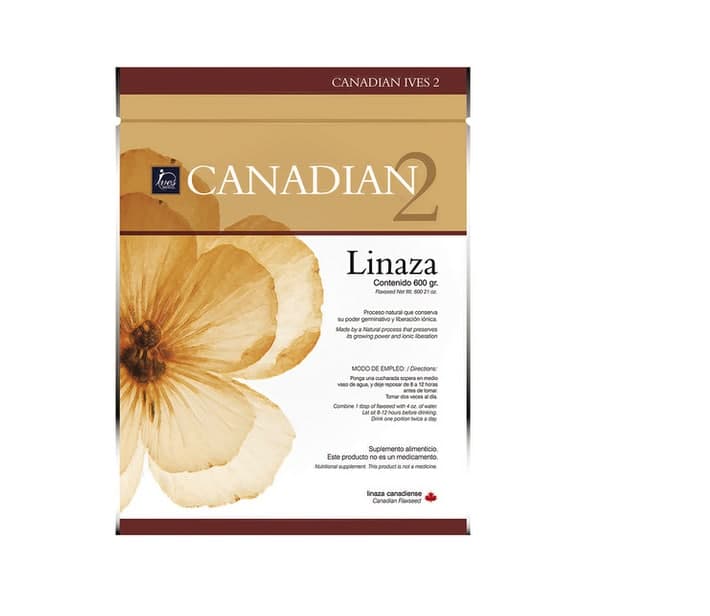 CANADIAN IVES 2
ives
CANADIAN 2
Linaza
Contenido 600 gr.
Flaxseed Net Wt. 600 21 oz.
Proceso natural que conserva
su poder germinativo y liberación iónica.
Made by a Natural process that preserves
its growing power and ionic liberation
MODO DE EMPLEO: / Directions:
Ponga una cucharada sopera en medio
vaso de agua, y deje reposar de 8 a 12 horas
antes de tomar.
Tomar dos veces al día.
Combine 1 tbsp of flaxseed with 4 oz. of water.
Let sit 8-12 hours before drinking.
Drink one portion twice a day.
Suplemento alimenticio.
Este producto no es un medicamento.
Nutritional supplement. This product is not a medicine.
linaza canadiense
Canadian Flaxseed